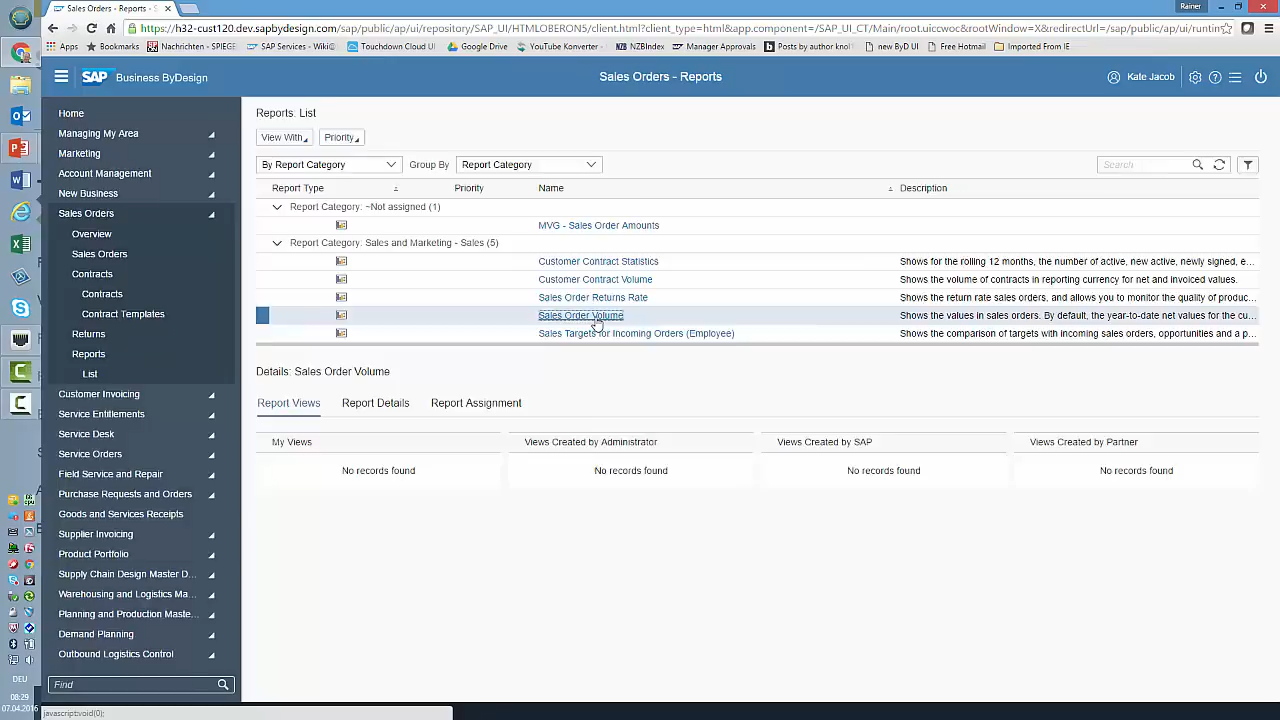 Sales Orders - Reports
Rainer
https://h32-cust120.dev.sapbydesign.com/sap/public/ap/ui/repository/SAP_UI/HTMLOBERON5/client.html?client_type=html&app.component=/SAP_UI_CT/Main/root.uiccwoc&rootWindow=X&redirectUrl=/sap/public/ap/ui/runtin
Apps
Bookmarks
Nachrichten - SPIEGE
SAP Services - Wiki@
Touchdown Cloud UI
Google Drive
YouTube Converter -
NZBIndex
Manager App
Posts by author knol
new ByD UI
Free Hotmail
Imported From IE
SAP Business ByDesign
Sales Orders - Reports
Kate Jacob
Home
Managing My Area
Marketing
Account Management
New Business
Sales Orders
Overview
Sales Orders
Contracts
Contracts
Contract Templates
Returns
Reports
List
Customer Invoicing
Service Entitlements
Service Desk
Service Orders
Field Service and Repair
Purchase Requests and Orders
Goods and Services Receipts
Supplier Invoicing
Product Portfolio
Supply Chain Design Master D...
Warehousing and Logistics Ma...
Planning and Production Maste...
Demand Planning
Outbound Logistics Control
Find
Reports: List
View With
Priority
By Report Category
Group By
Report Category
Search
Report Type Priority Name Description
Report Category: ~Not assigned (1)
MVG - Sales Order Amounts
Report Category: Sales and Marketing - Sales (5)
Customer Contract Statistics Shows for the rolling 12 months, the number of active, new active, newly signed, e...
Customer Contract Volume Shows the volume of contracts in reporting currency for net and invoiced values.
Sales Order Returns Rate Shows the return rate sales orders, and allows you to monitor the quality of produc...
Sales Order Volume Shows the values in sales orders. By default, the year-to-date net values for the cu...
Sales Targets for Incoming Orders (Employee) Shows the comparison of targets with incoming sales orders, opportunities and a p...
Details: Sales Order Volume
Report Views
Report Details
Report Assignment
My Views
Views Created by Administrator
Views Created by SAP
Views Created by Partner
No records found
No records found
No records found
No records found
DEU
08:29
07.04.2016
javascript:void(0);